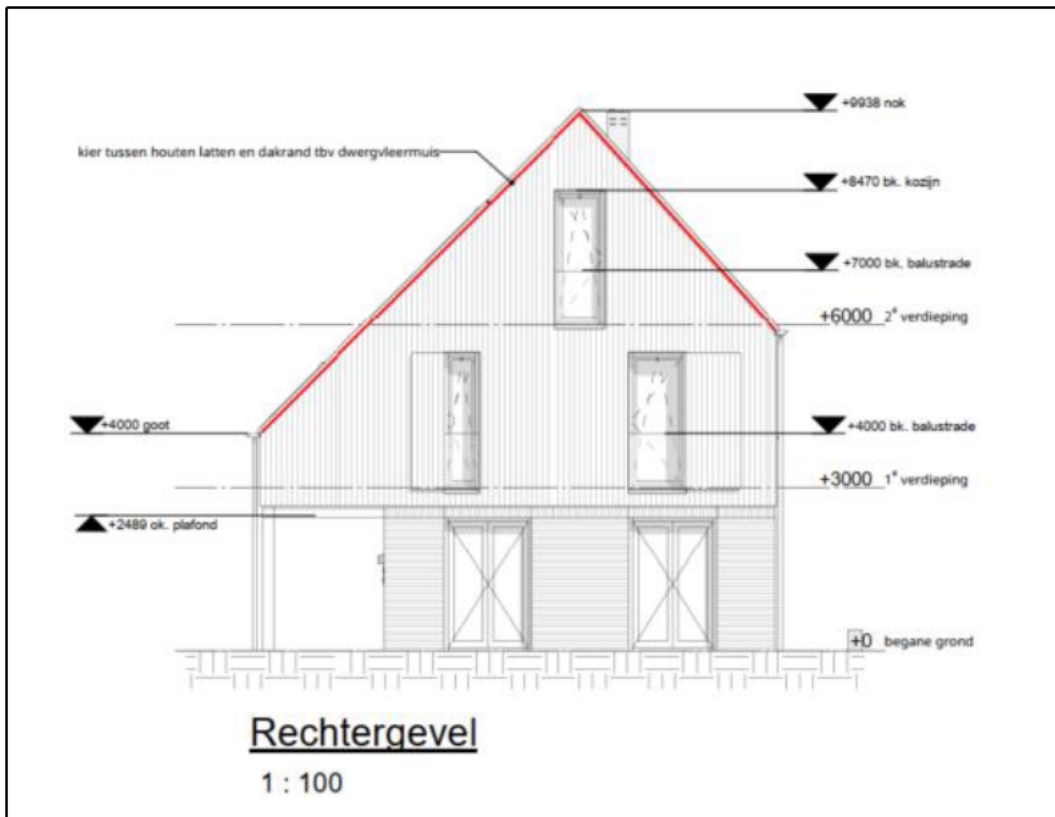 +9938 nok
kier tussen houten latten en dakrand tbv dwergvleermuis
+8470 bk. kozijn
+7000 bk. balustrade
+6000 2e verdieping
+4000 goot
+4000 bk. balustrade
+3000 1e verdieping
+2489 ok. plafond
+0 begane grond
Rechtergevel
1 : 100